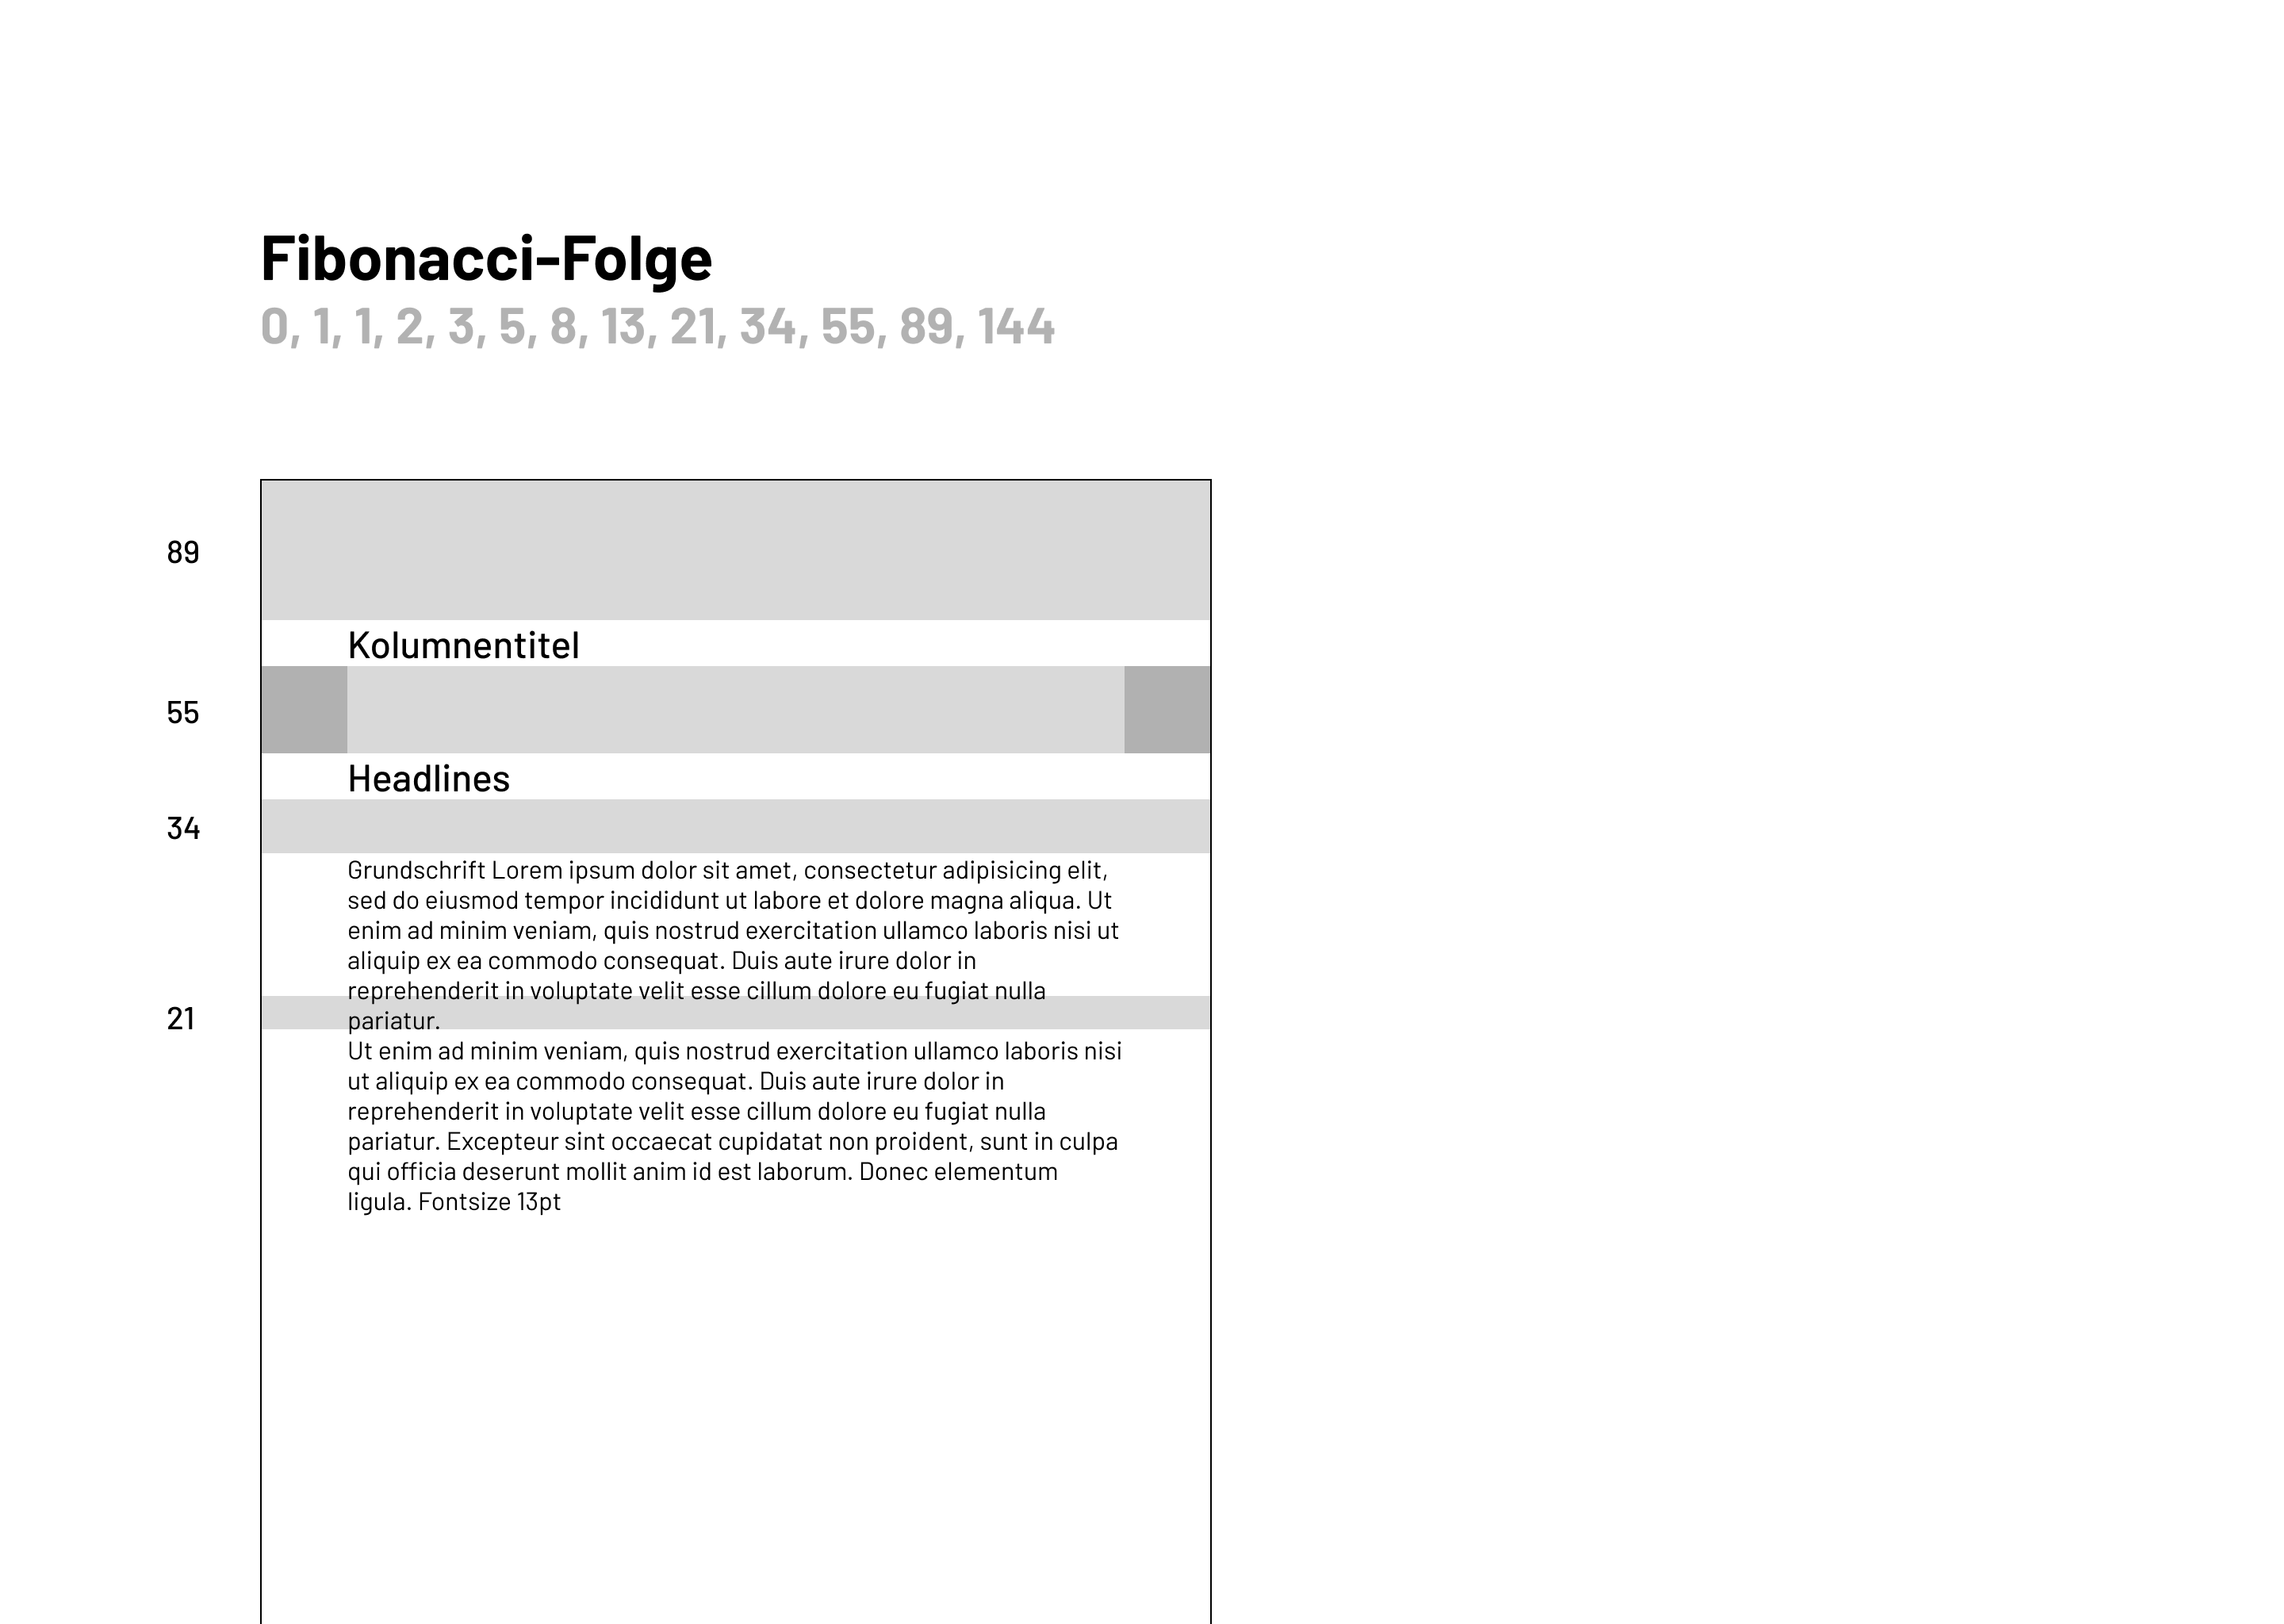 Fibonacci-Folge
0, 1, 1, 2, 3, 5, 8, 13, 21, 34, 55, 89, 144
89
Kolumnentitel
55
Headlines
34
Grundschrift Lorem ipsum dolor sit amet, consectetur adipisicing elit,
sed do eiusmod tempor incididunt ut labore et dolore magna aliqua. Ut
enim ad minim veniam, quis nostrud exercitation ullamco laboris nisi ut
aliquip ex ea commodo consequat. Duis aute irure dolor in
reprehenderit in voluptate velit esse cillum dolore eu fugiat nulla
pariatur.
21
Ut enim ad minim veniam, quis nostrud exercitation ullamco laboris nisi
ut aliquip ex ea commodo consequat. Duis aute irure dolor in
reprehenderit in voluptate velit esse cillum dolore eu fugiat nulla
pariatur. Excepteur sint occaecat cupidatat non proident, sunt in culpa
qui officia deserunt mollit anim id est laborum. Donec elementum
ligula. Fontsize 13pt